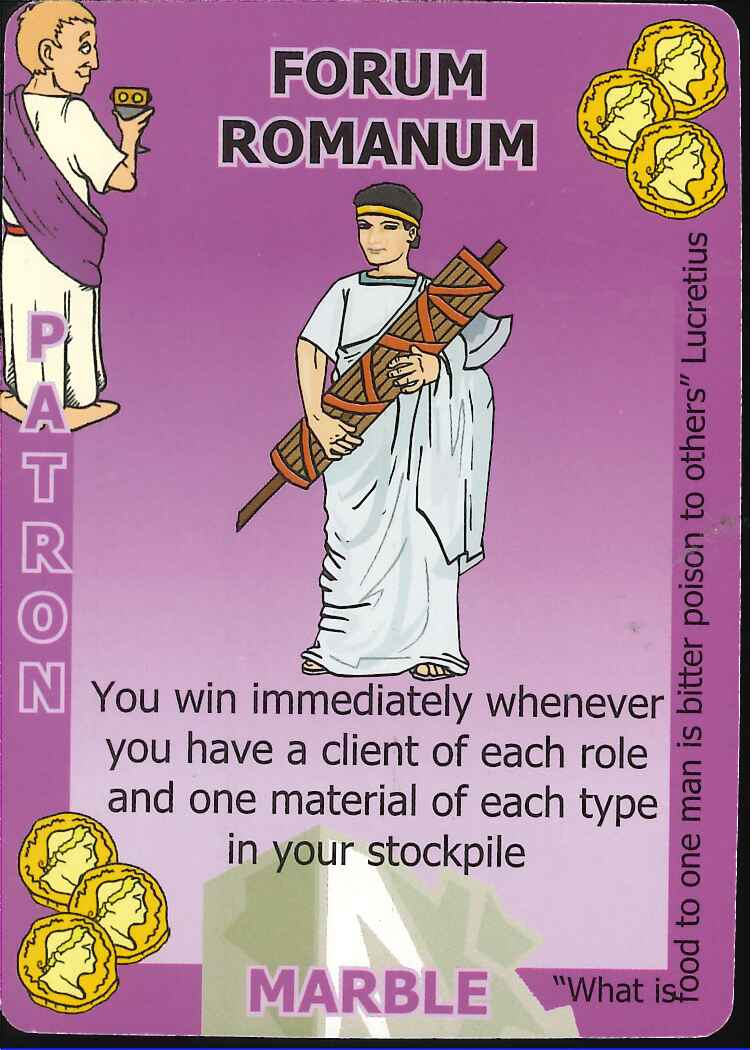 FORUM
ROMANUM
PATRON
You win immediately whenever
you have a client of each role
and one material of each type
in your stockpile
MARBLE
“What is
food to one man is bitter poison to others” Lucretius